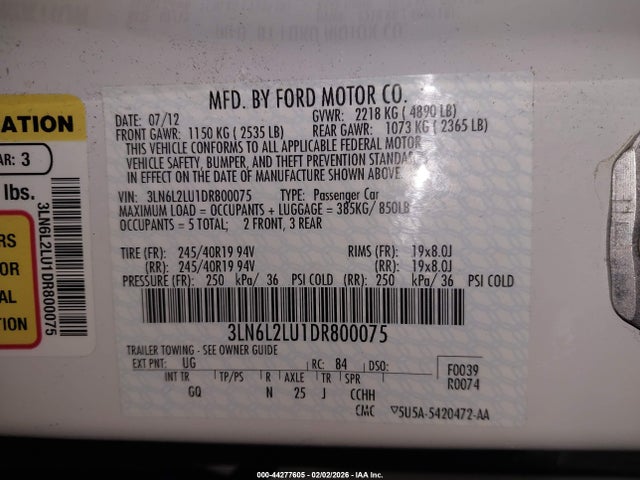 MFD. BY FORD MOTOR CO.
DATE: 07/12 GVWR: 2218 KG ( 4890 LB)
FRONT GAWR: 1150 KG ( 2535 LB) REAR GAWR: 1073 KG ( 2365 LB)
THIS VEHICLE CONFORMS TO ALL APPLICABLE FEDERAL MOTOR
VEHICLE SAFETY, BUMPER, AND THEFT PREVENTION STANDA
IN EFFECT ON THE DATE OF MANUFACTURE SHOWN ABOVE.
VIN: 3LN6L2LU1DR800075 TYPE: Passenger Car
MAXIMUM LOAD = OCCUPANTS + LUGGAGE = 385KG/ 850LB
OCCUPANTS = 5 TOTAL; 2 FRONT, 3 REAR
TIRE (FR): 245/40R19 94V RIMS (FR): 19x8.0J
(RR): 245/40R19 94V (RR): 19x8.0J
PRESSURE (FR): 250 kPa/ 36 PSI COLD (RR): 250 kPa/ 36 PSI COLD
3LN6L2LU1DR800075
TRAILER TOWING - SEE OWNER GUIDE
EXT PNT: UG RC: 84 DSO: F0039
INT TR TP/PS R AXLE TR SPR R0074
GQ N 25 J CCHH
CMC 5U5A-5420472-AA
ATION
AR: 3
lbs.
RS
OR
AL
S
3LN6L2LU1DR800075
000-44277605 - 02/02/2026 - IAA Inc.